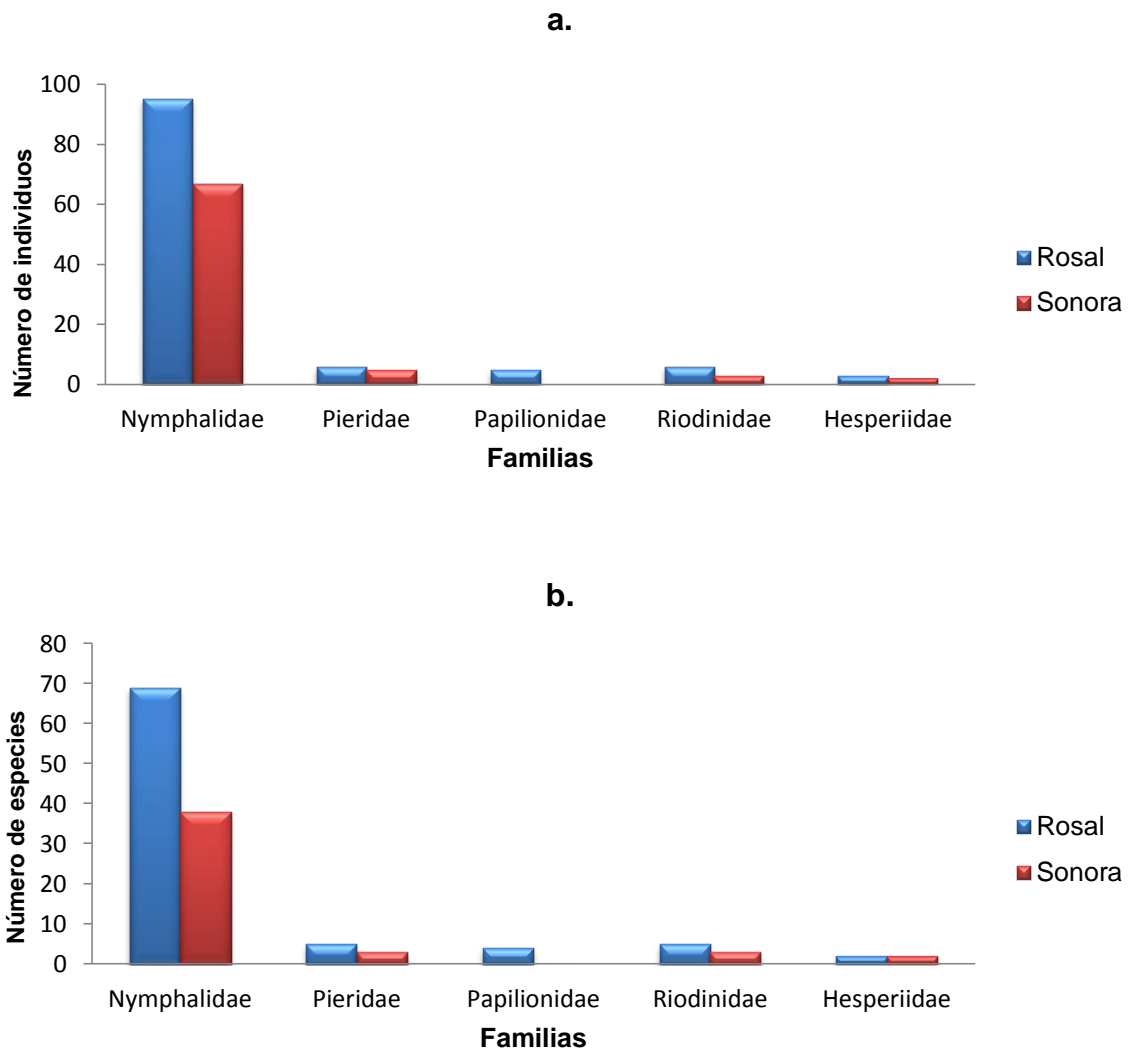 a.
Número de individuos
100
80
60
40
20
0
Nymphalidae Pieridae Papilionidae Riodinidae Hesperiidae
Familias
Rosal
Sonora
b.
Número de especies
80
70
60
50
40
30
20
10
0
Nymphalidae Pieridae Papilionidae Riodinidae Hesperiidae
Familias
Rosal
Sonora